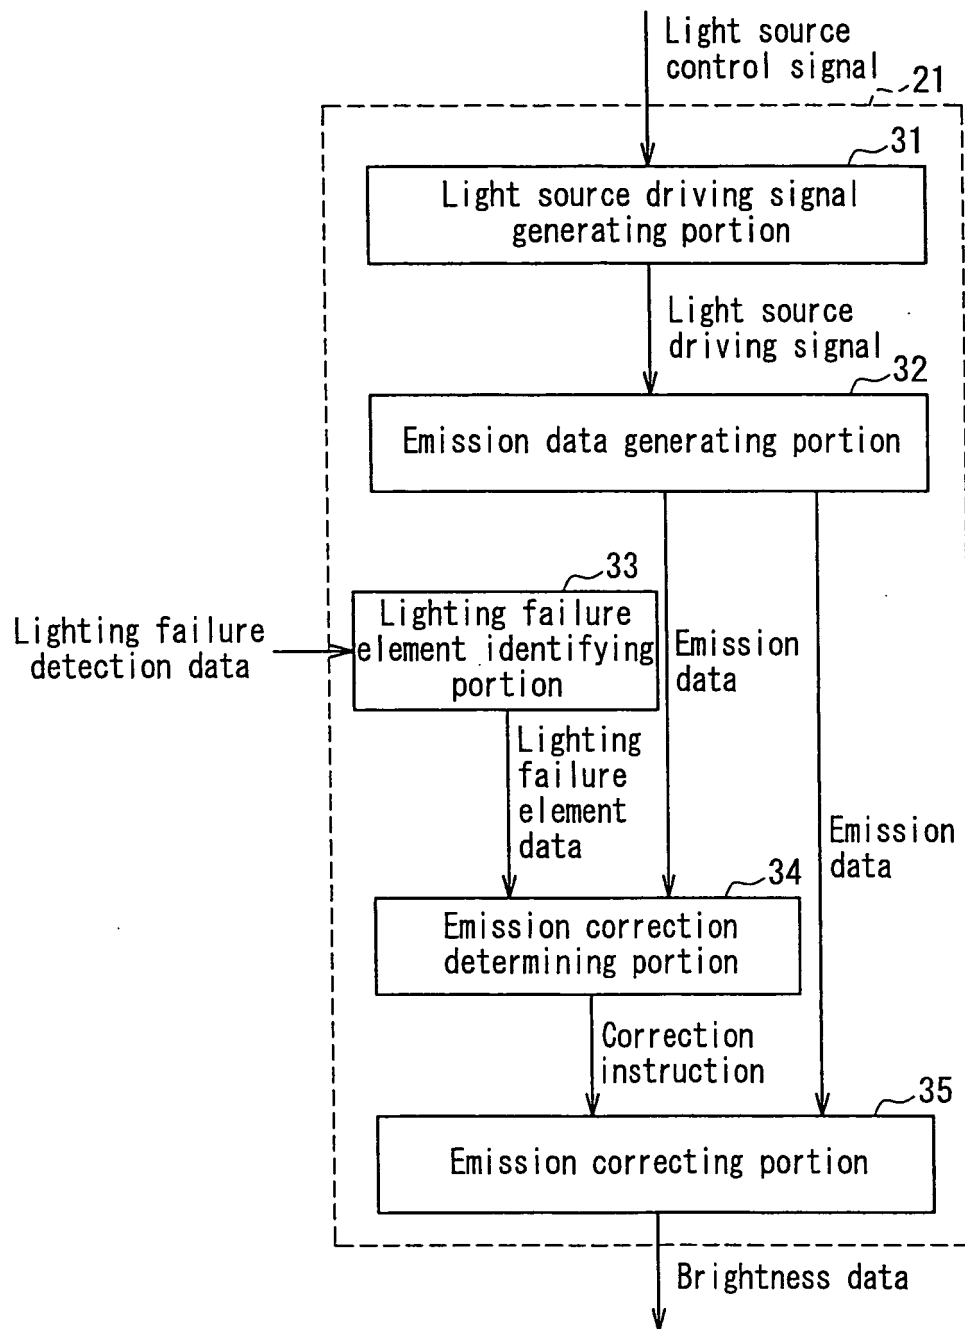 Light source
control signal
21
31
Light source driving signal
generating portion
Light source
driving signal
32
Emission data generating portion
33
Lighting failure
element identifying
portion
Lighting failure
detection data
Emission
data
Lighting
failure
element
data
Emission
data
34
Emission correction
determining portion
Correction
instruction
35
Emission correcting portion
Brightness data